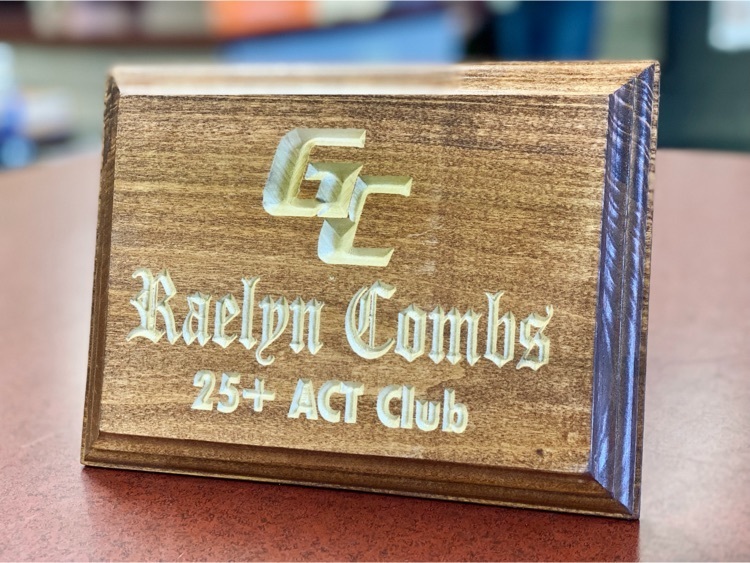 GC
Raelyn Combs
25+ ACT Club